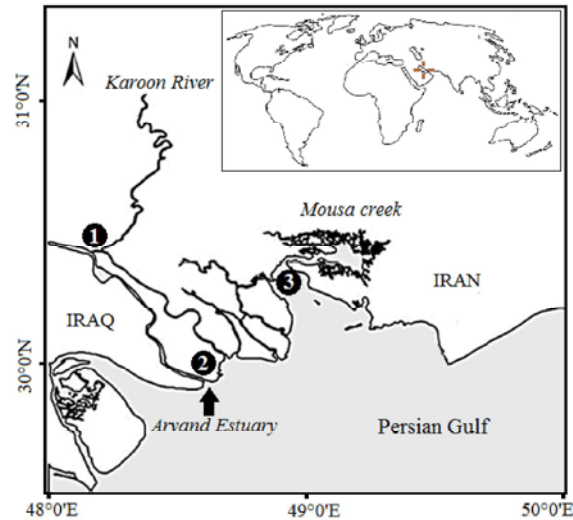 N
Karoon River
31°0'N
Mousa creek
1
3
IRAN
IRAQ
2
30°0'N
Arvand Estuary
Persian Gulf
48°0'E
49°0'E
50°0'E